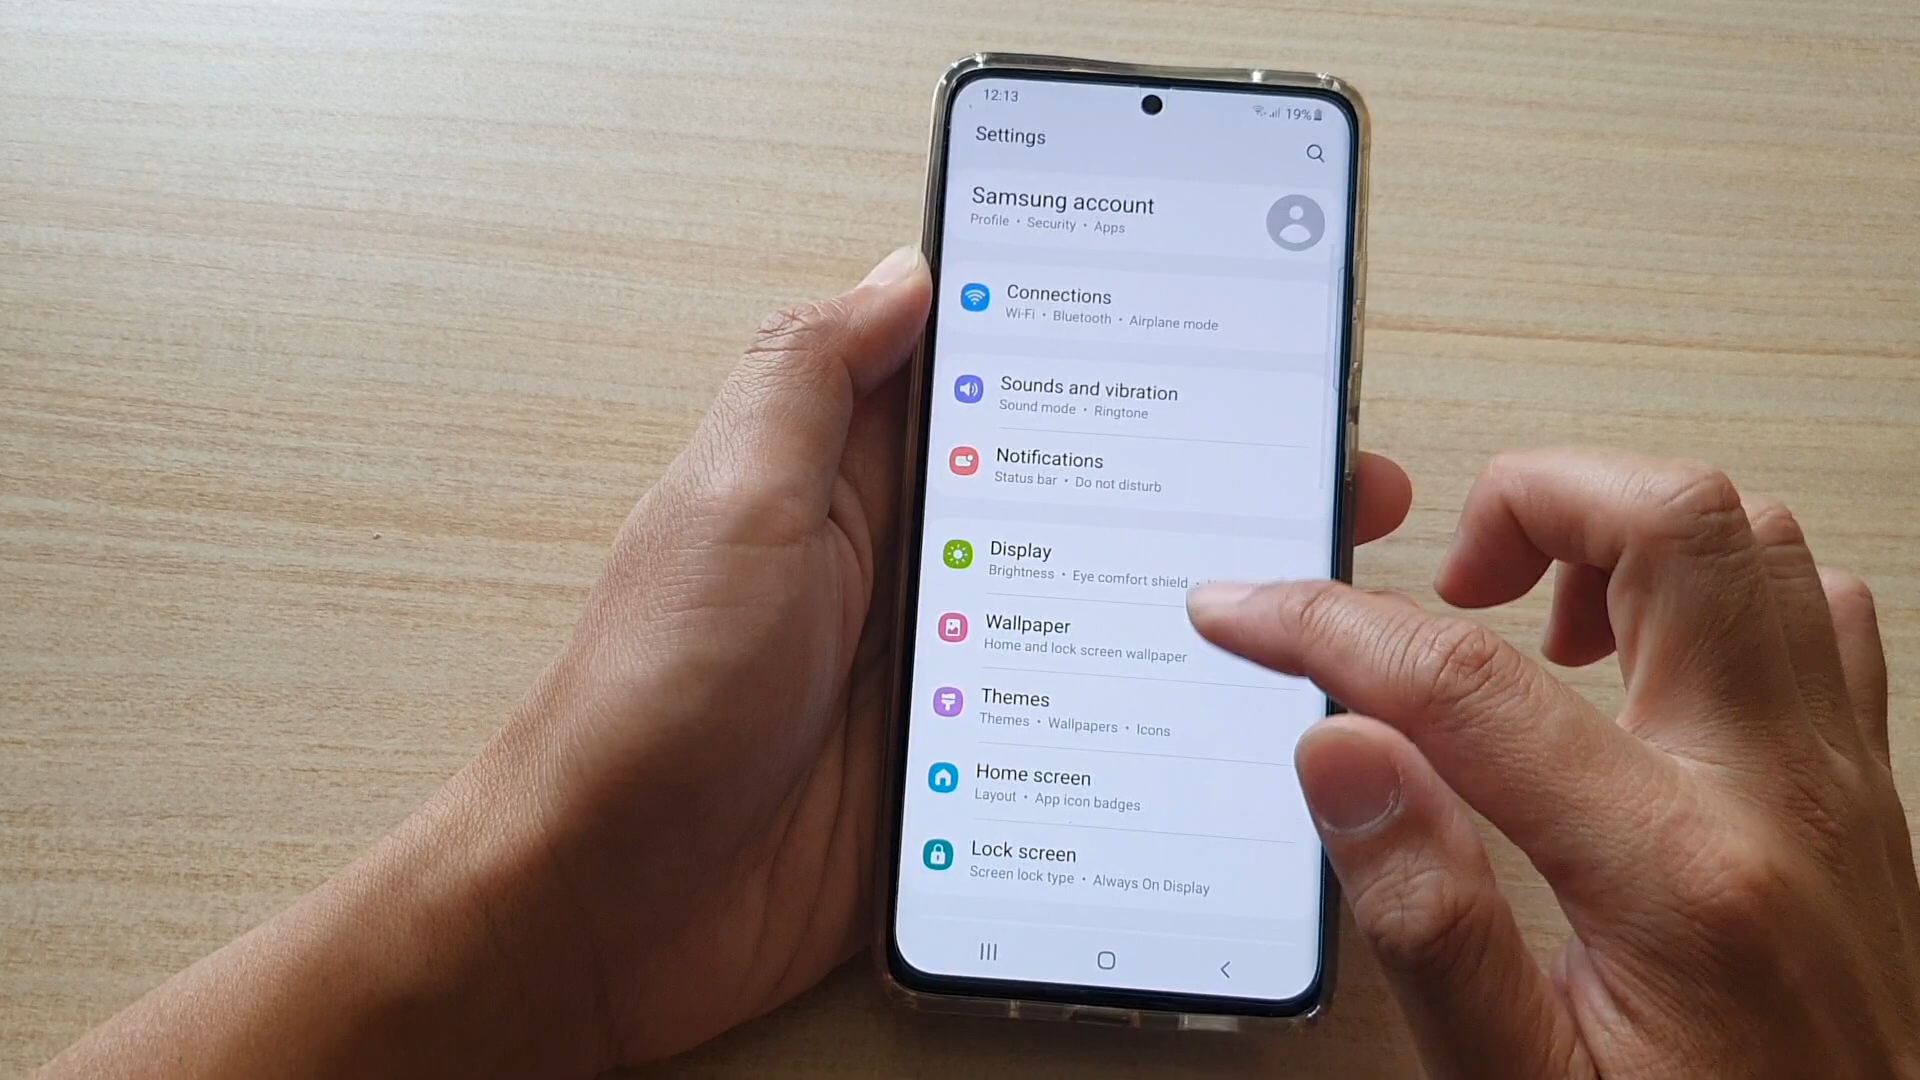 12:13 19%
Settings
Samsung account
Profile • Security • Apps
Connections
Wi-Fi • Bluetooth • Airplane mode
Sounds and vibration
Sound mode • Ringtone
Notifications
Status bar • Do not disturb
Display
Brightness • Eye comfort shield •
Wallpaper
Home and lock screen wallpaper
Themes
Themes • Wallpapers • Icons
Home screen
Layout • App icon badges
Lock screen
Screen lock type • Always On Display